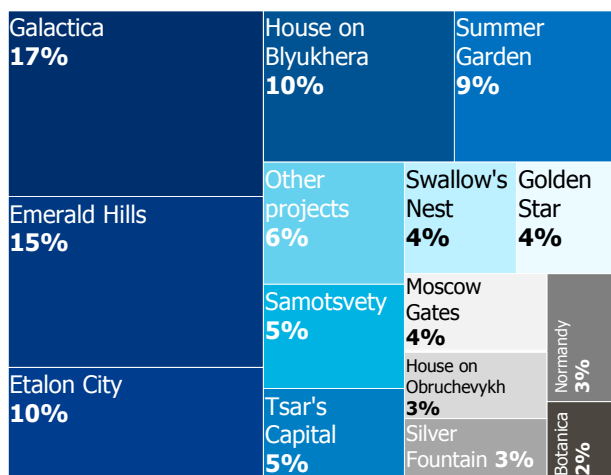 Galactica
17%
Emerald Hills
15%
Etalon City
10%
House on
Blyukhera
10%
Summer
Garden
9%
Other
projects
6%
Swallow's
Nest
4%
Golden
Star
4%
Samotsvety
5%
Tsar's
Capital
5%
Moscow
Gates
4%
House on
Obruchevykh
3%
Silver
Fountain 3%
Normandy
3%
Botanica
2%